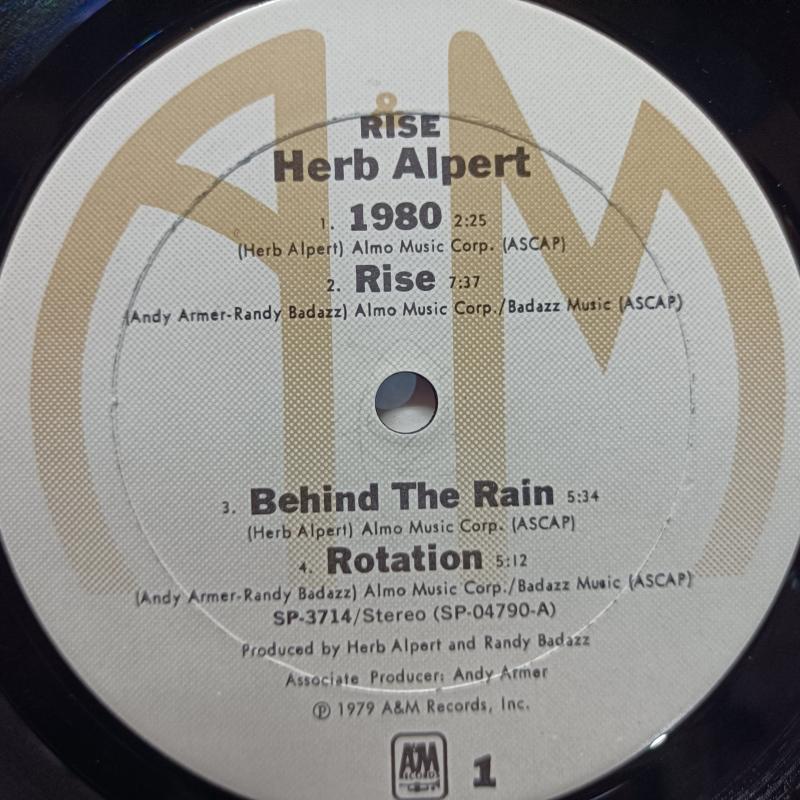 &
RISE
Herb Alpert
1. 1980 2:25
(Herb Alpert) Almo Music Corp. (ASCAP)
2. Rise 7:37
(Andy Armer-Randy Badazz) Almo Music Corp./Badazz Music (ASCAP)
3. Behind The Rain 5:34
(Herb Alpert) Almo Music Corp. (ASCAP)
4. Rotation 5:12
(Andy Armer-Randy Badazz) Almo Music Corp./Badazz Music (ASCAP)
SP-3714/Stereo (SP-04790-A)
Produced by Herb Alpert and Randy Badazz
Associate Producer: Andy Armer
℗ 1979 A&M Records, Inc.
A&M
RECORDS
1